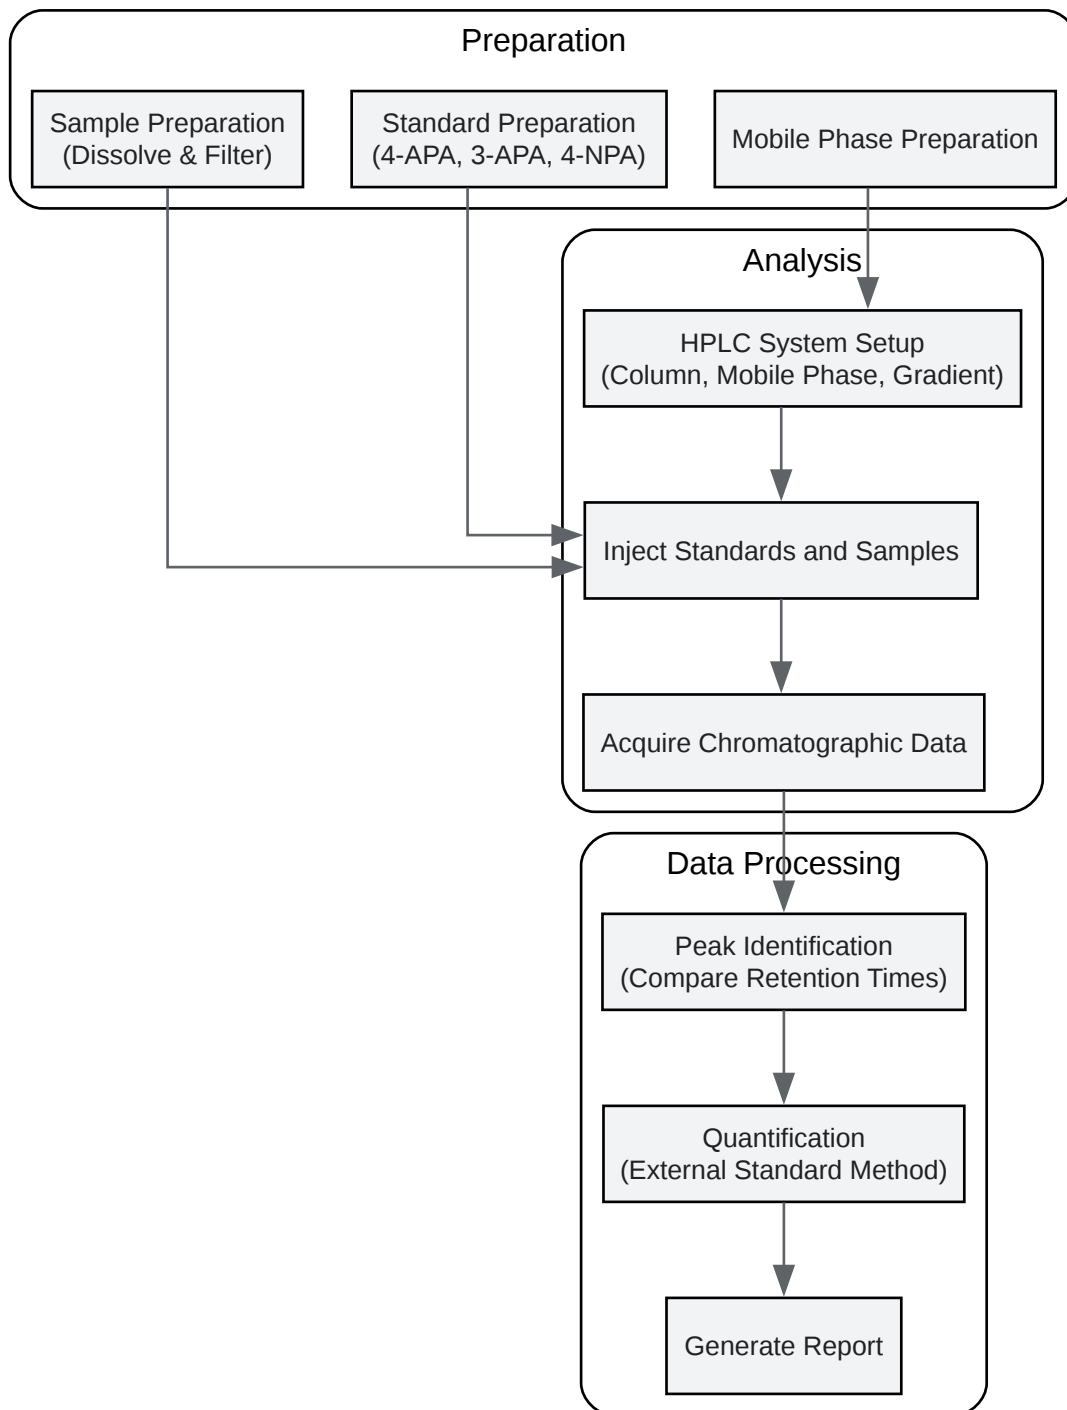 Preparation
Sample Preparation
(Dissolve & Filter)
Standard Preparation
(4-APA, 3-APA, 4-NPA)
Mobile Phase Preparation
Analysis
HPLC System Setup
(Column, Mobile Phase, Gradient)
Inject Standards and Samples
Acquire Chromatographic Data
Data Processing
Peak Identification
(Compare Retention Times)
Quantification
(External Standard Method)
Generate Report